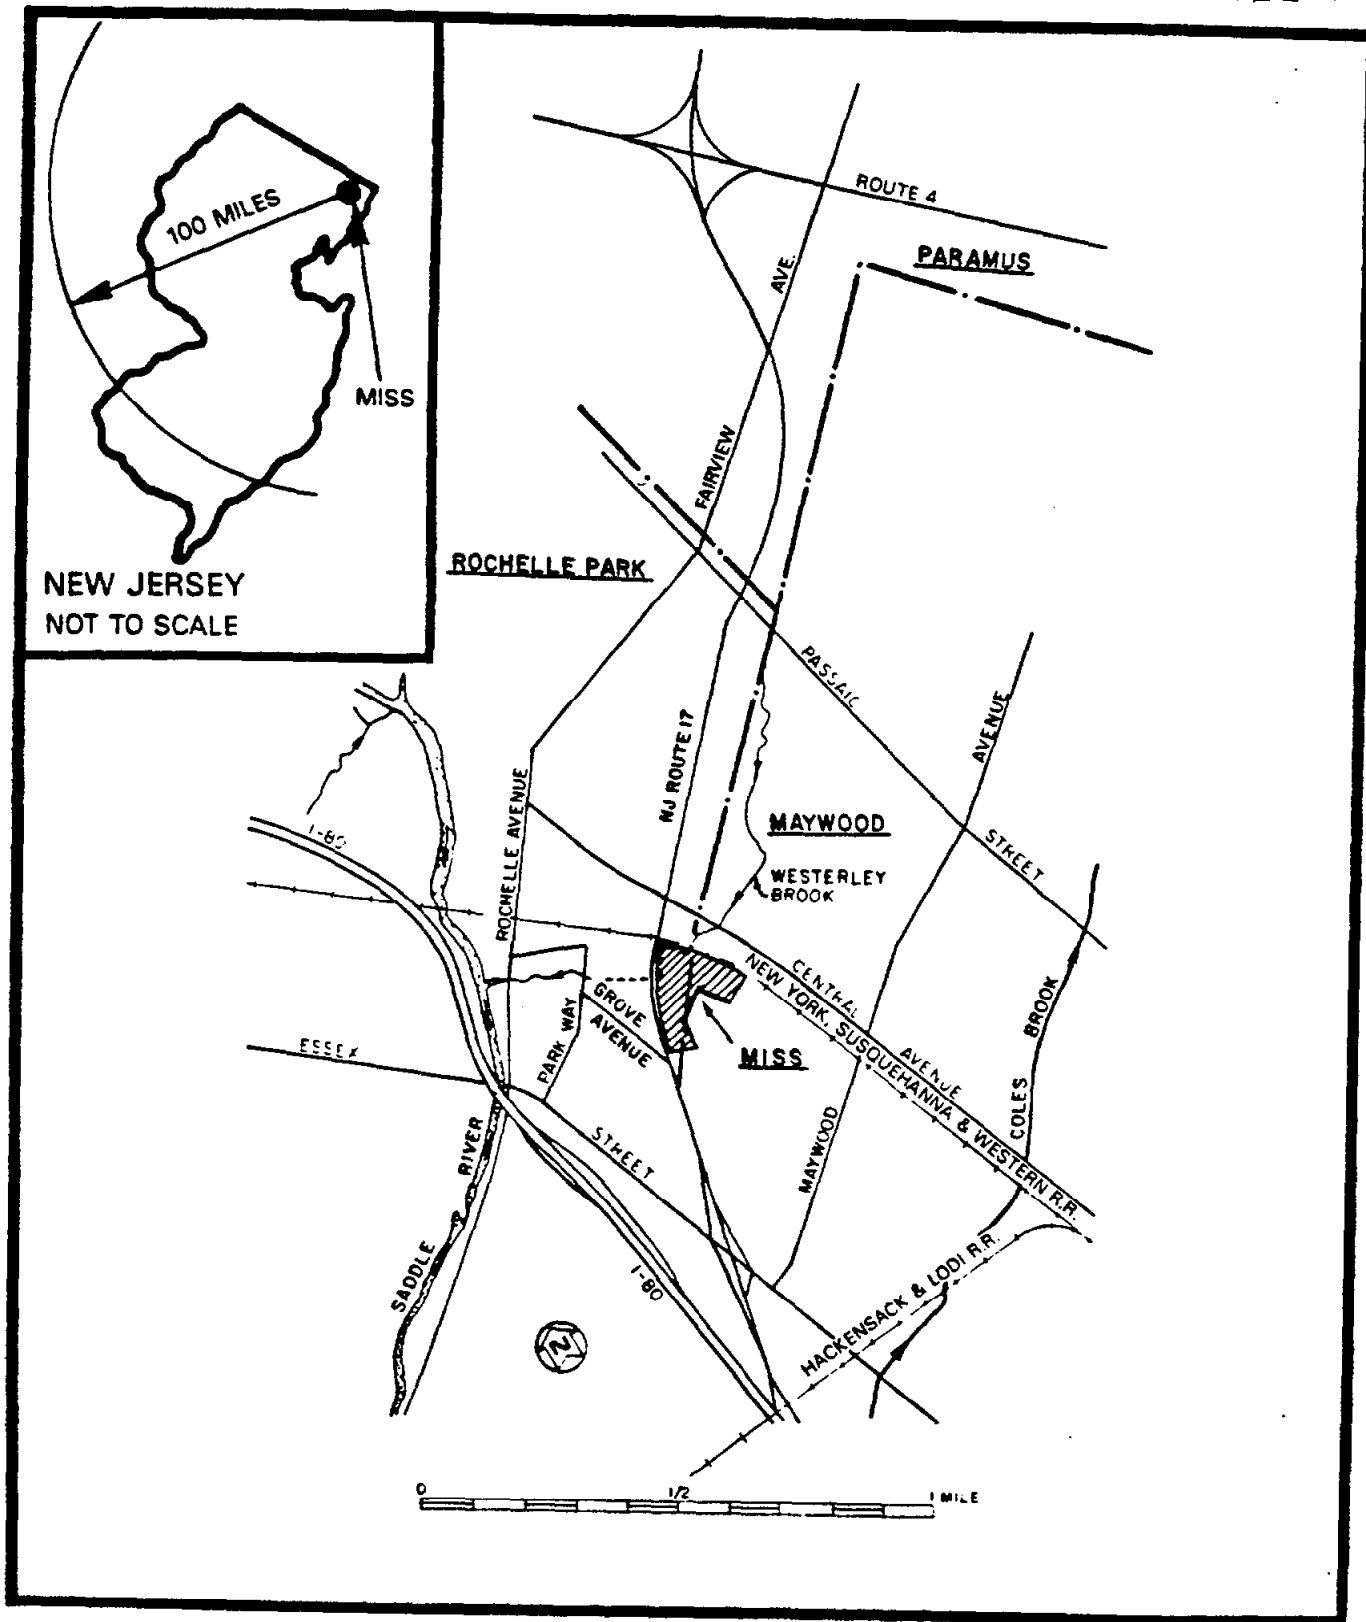 100 MILES
MISS
NEW JERSEY
NOT TO SCALE
ROUTE 4
PARAMUS
AVE.
FAIRVIEW
ROCHELLE PARK
PASSAIC
STREET
NJ ROUTE 17
AVENUE
MAYWOOD
ROCHELLE AVENUE
I-80
MAYWOOD
WESTERLEY
BROOK
CENTRAL
AVENUE
NEW YORK, SUSQUEHANNA & WESTERN R.R.
GROVE
AVENUE
PARK WAY
MISS
COLES
BROOK
ESSEX
STREET
SADDLE
RIVER
I-80
HACKENSACK & LODI R.R.
N
0
1/2
1 MILE